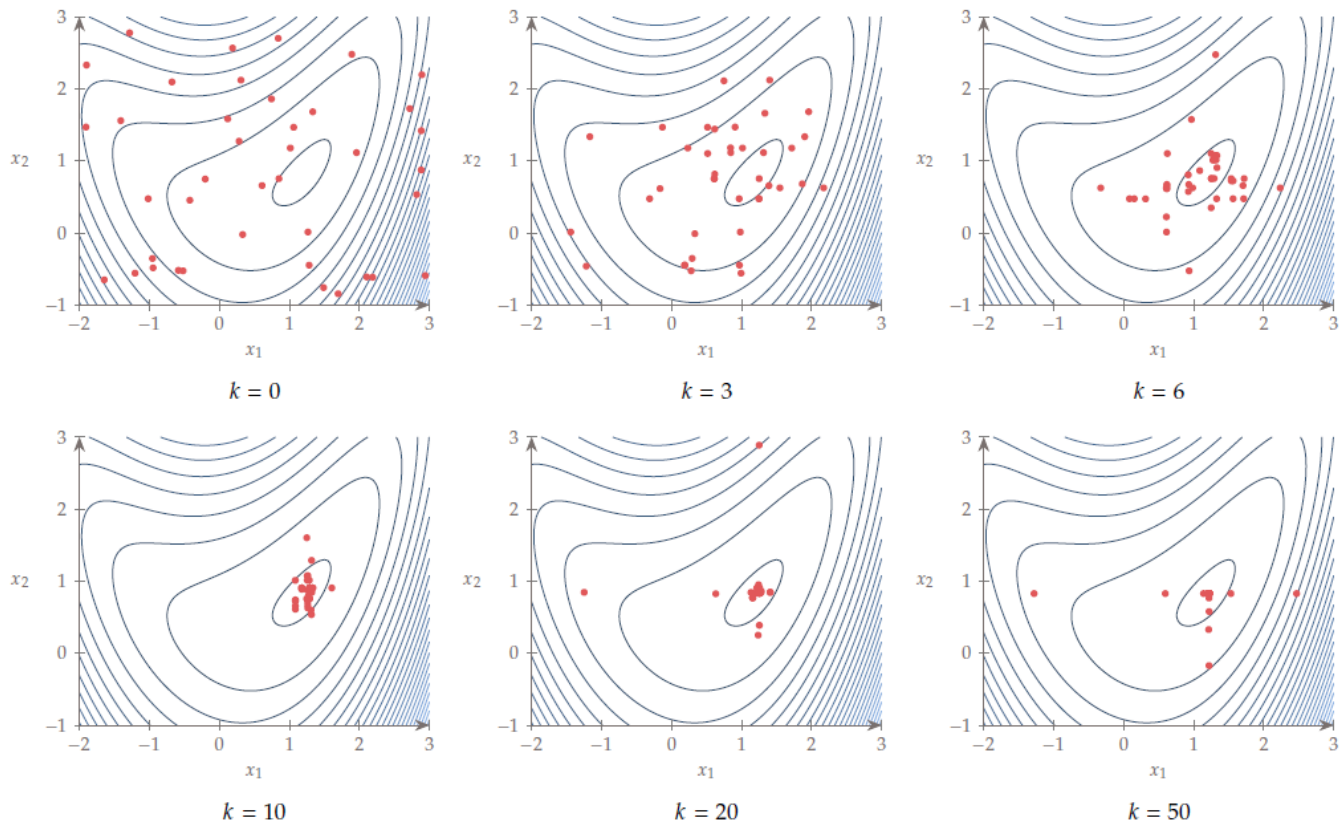 3 3 3
2 2 2
x₂ 1 x₂ 1 x₂ 1
0 0 0
−1 −1 −1
−2 −1 0 1 2 3 −2 −1 0 1 2 3 −2 −1 0 1 2 3
x₁ x₁ x₁
k = 0 k = 3 k = 6
3 3 3
2 2 2
x₂ 1 x₂ 1 x₂ 1
0 0 0
−1 −1 −1
−2 −1 0 1 2 3 −2 −1 0 1 2 3 −2 −1 0 1 2 3
x₁ x₁ x₁
k = 10 k = 20 k = 50